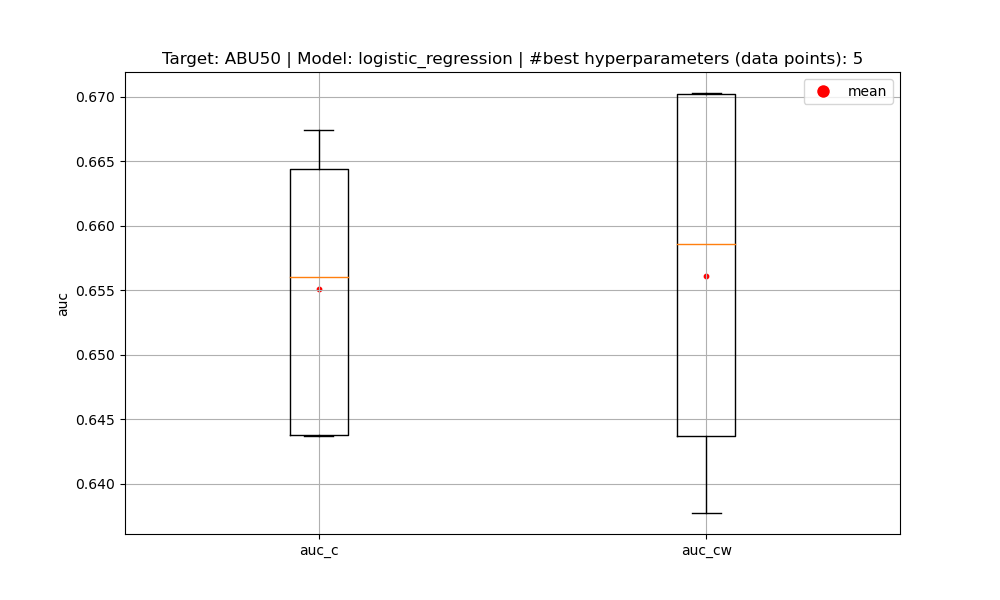 Target: ABU50 | Model: logistic_regression | #best hyperparameters (data points): 5
mean
0.670
0.665
0.660
0.655
0.650
0.645
0.640
auc
auc_c
auc_cw